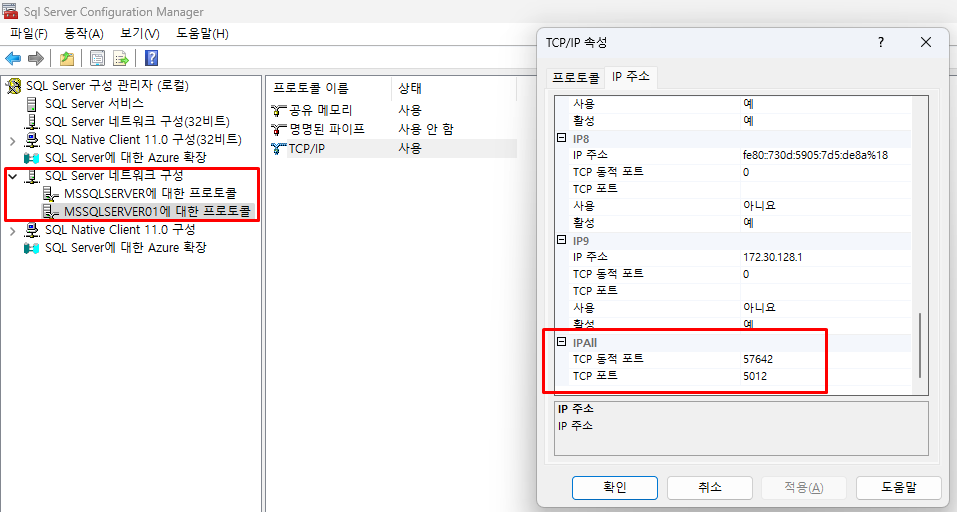 Sql Server Configuration Manager
파일(F) 동작(A) 보기(V) 도움말(H)
SQL Server 구성 관리자 (로컬)
SQL Server 서비스
SQL Server 네트워크 구성(32비트)
SQL Native Client 11.0 구성(32비트)
SQL Server에 대한 Azure 확장
SQL Server 네트워크 구성
MSSQLSERVER에 대한 프로토콜
MSSQLSERVER01에 대한 프로토콜
SQL Native Client 11.0 구성
SQL Server에 대한 Azure 확장
프로토콜 이름 상태
공유 메모리 사용
명명된 파이프 사용 안 함
TCP/IP 사용
TCP/IP 속성 ?
프로토콜 IP 주소
사용 예
활성 예
IP8
IP 주소 fe80::730d:5905:7d5:de8a%18
TCP 동적 포트 0
TCP 포트
사용 아니요
활성 예
IP9
IP 주소 172.30.128.1
TCP 동적 포트 0
TCP 포트
사용 아니요
활성 예
IPAll
TCP 동적 포트 57642
TCP 포트 5012
IP 주소
IP 주소
확인 취소 적용(A) 도움말